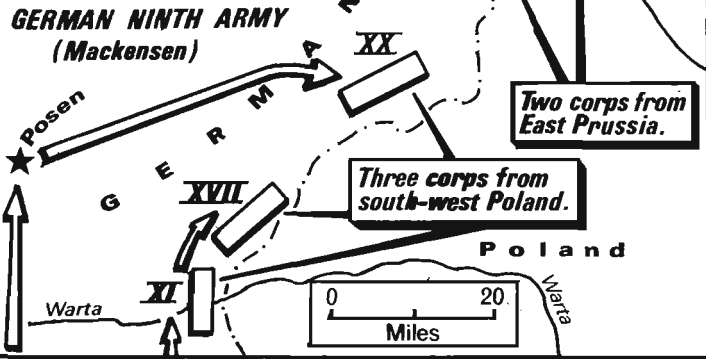 GERMAN NINTH ARMY
(Mackensen)
XX
Posen
GERMAN
Two corps from
East Prussia.
Three corps from
south-west Poland.
XVII
Poland
XI
Warta
0 20
Miles
Warta